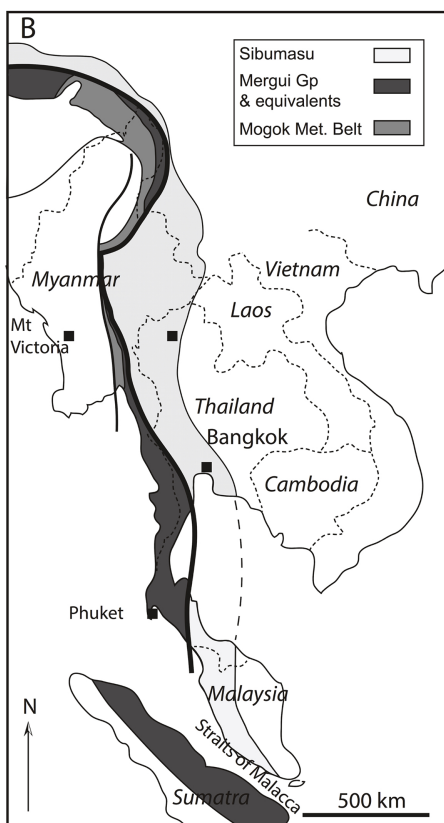 B
Sibumasu
Mergui Gp
& equivalents
Mogok Met. Belt
China
Vietnam
Myanmar
Laos
Mt
Victoria
Thailand
Bangkok
Cambodia
Phuket
Malaysia
N
Straits of Malacca
Sumatra
500 km